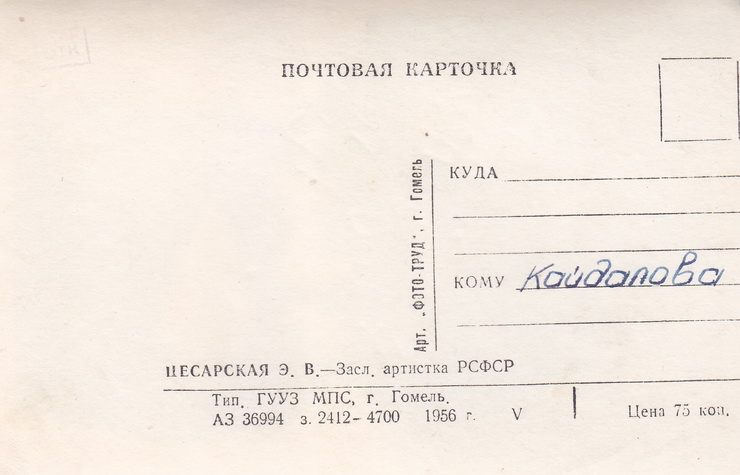 ПОЧТОВАЯ КАРТОЧКА
Арт. „ФЭТО-ТРУД", г. Гомель
КУДА
КОМУ Кайдалова
ЦЕСАРСКАЯ Э. В.—Засл. артистка РСФСР
Тип. ГУУЗ МПС, г. Гомель.
АЗ 36994 з. 2412-4700 1956 г. V Цена 75 коп.